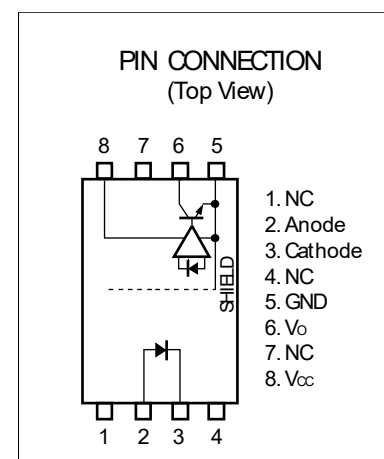 PIN CONNECTION
(Top View)
8 7 6 5
SHIELD
1 2 3 4
1. NC
2. Anode
3. Cathode
4. NC
5. GND
6. Vo
7. NC
8. Vcc